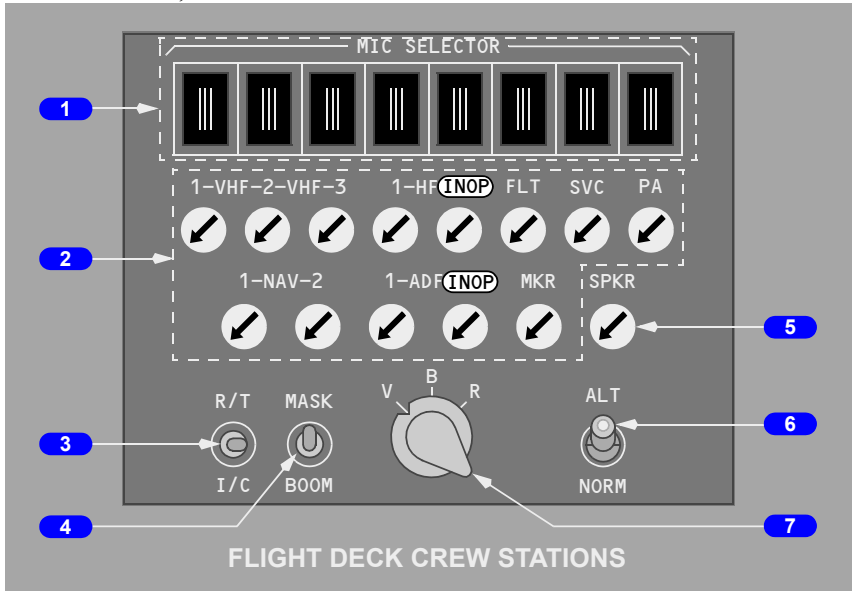 MIC SELECTOR
1
1-VHF-2-VHF-3 1-HF INOP FLT SVC PA
2
1-NAV-2 1-ADF INOP MKR SPKR
5
V B R
R/T MASK ALT
6
3
I/C BOOM NORM
4
7
FLIGHT DECK CREW STATIONS